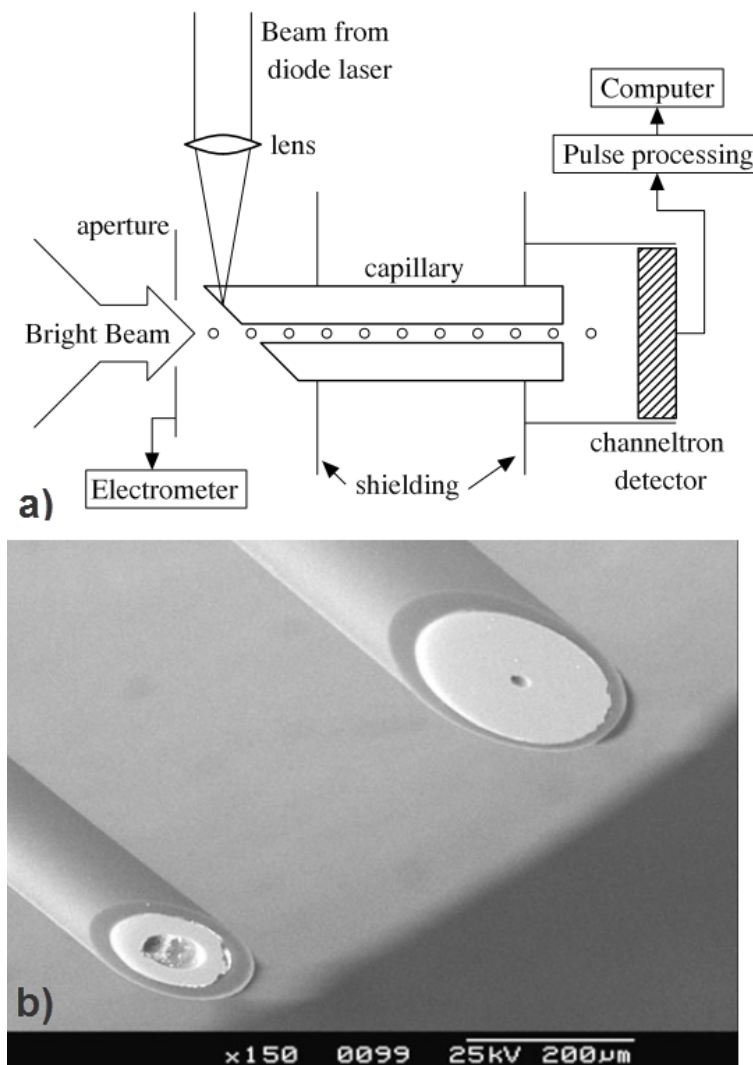 Beam from
diode laser
lens
Computer
Pulse processing
aperture
capillary
Bright Beam
channeltron
detector
shielding
Electrometer
a)
b)
x150 0099 25kV 200µm